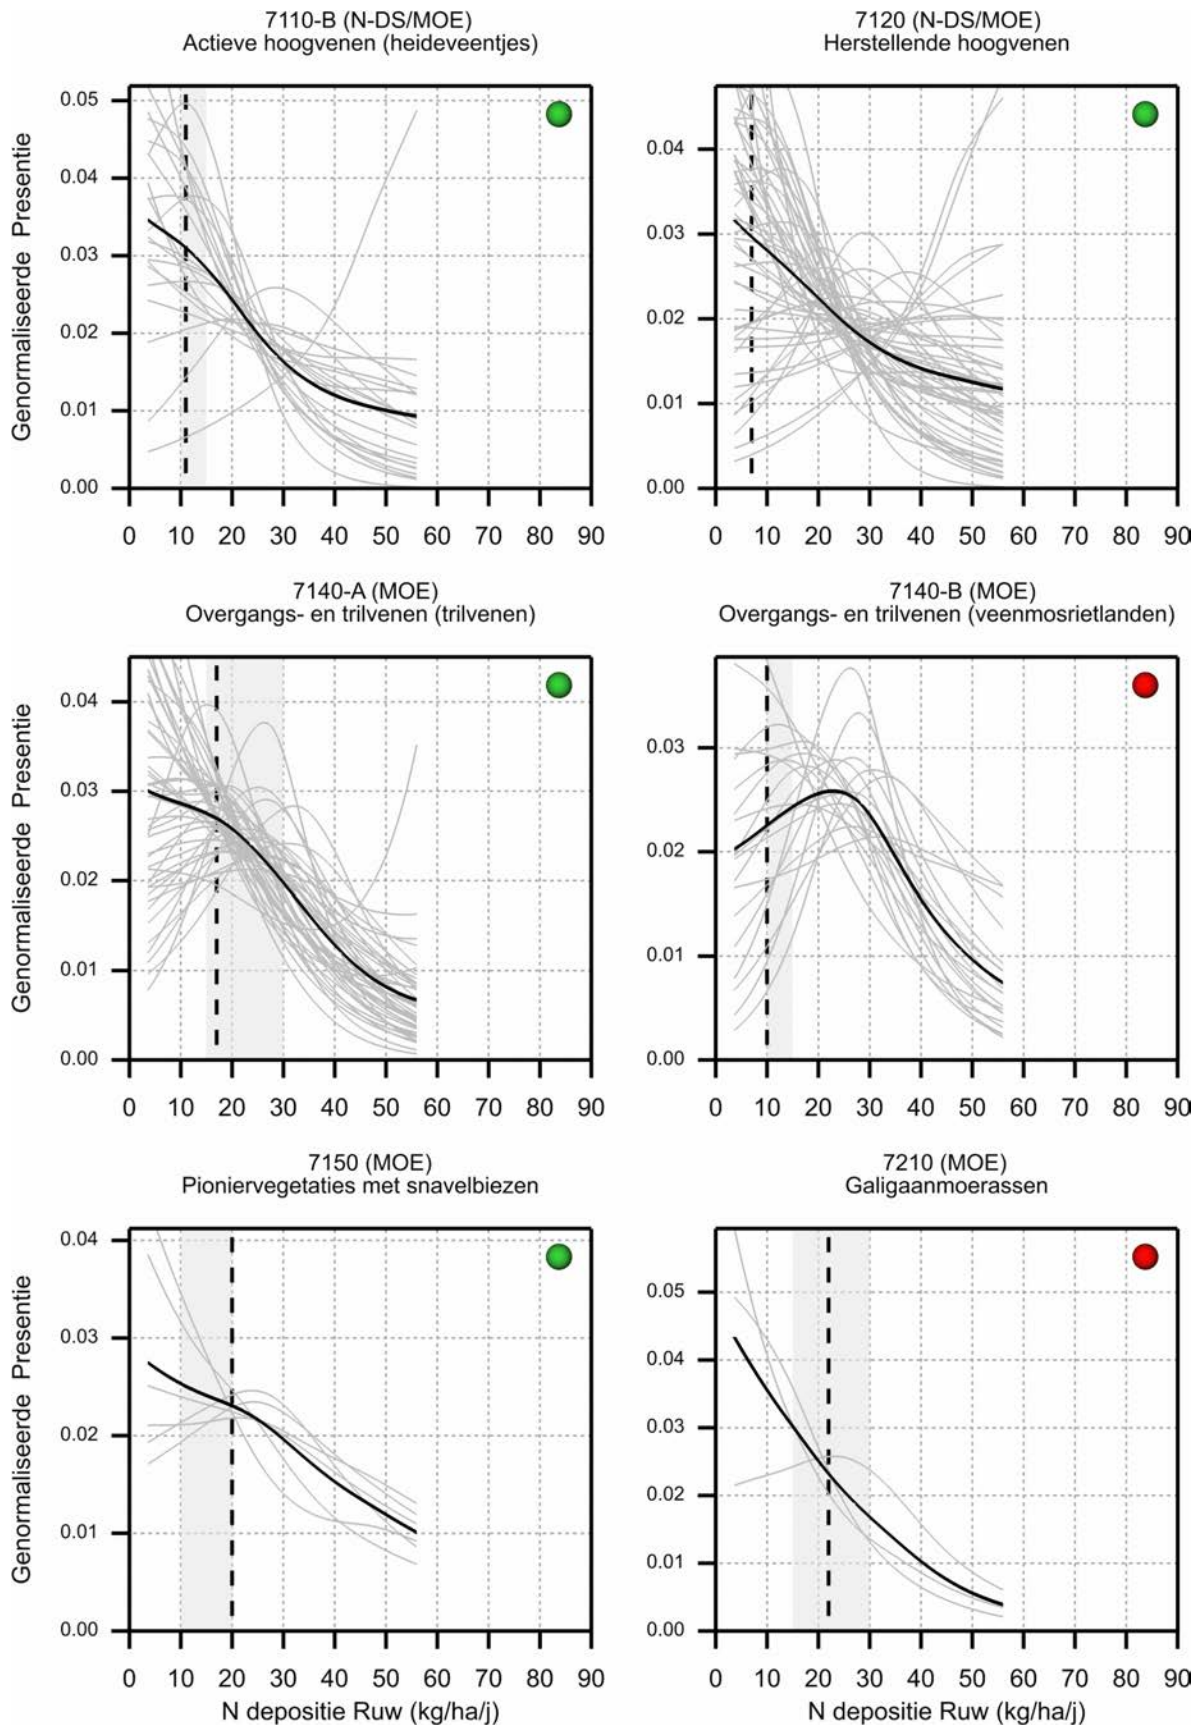 7110-B (N-DS/MOE)
Actieve hoogvenen (heideveentjes)
7120 (N-DS/MOE)
Herstellende hoogvenen
Genormaliseerde Presentie
0.05
0.04
0.03
0.02
0.01
0.00
0 10 20 30 40 50 60 70 80 90
0.04
0.03
0.02
0.01
0.00
0 10 20 30 40 50 60 70 80 90
7140-A (MOE)
Overgangs- en trilvenen (trilvenen)
7140-B (MOE)
Overgangs- en trilvenen (veenmosrietlanden)
Genormaliseerde Presentie
0.04
0.03
0.02
0.01
0.00
0 10 20 30 40 50 60 70 80 90
0.03
0.02
0.01
0.00
0 10 20 30 40 50 60 70 80 90
7150 (MOE)
Pioniervegetaties met snavelbiezen
7210 (MOE)
Galigaanmoerassen
Genormaliseerde Presentie
0.04
0.03
0.02
0.01
0.00
0 10 20 30 40 50 60 70 80 90
N depositie Ruw (kg/ha/j)
0.05
0.04
0.03
0.02
0.01
0.00
0 10 20 30 40 50 60 70 80 90
N depositie Ruw (kg/ha/j)